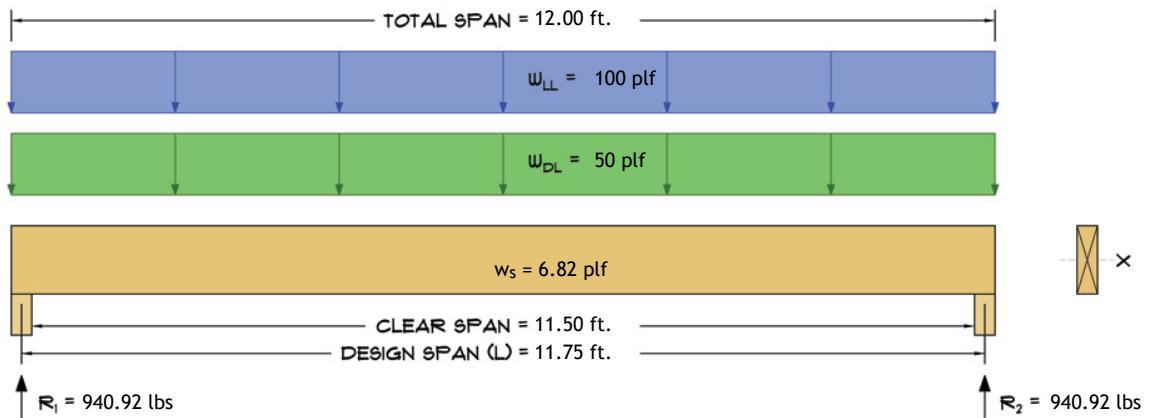 TOTAL SPAN = 12.00 ft.
WLL = 100 plf
WDL = 50 plf
ws = 6.82 plf
X
CLEAR SPAN = 11.50 ft.
DESIGN SPAN (L) = 11.75 ft.
R1 = 940.92 lbs
R2 = 940.92 lbs